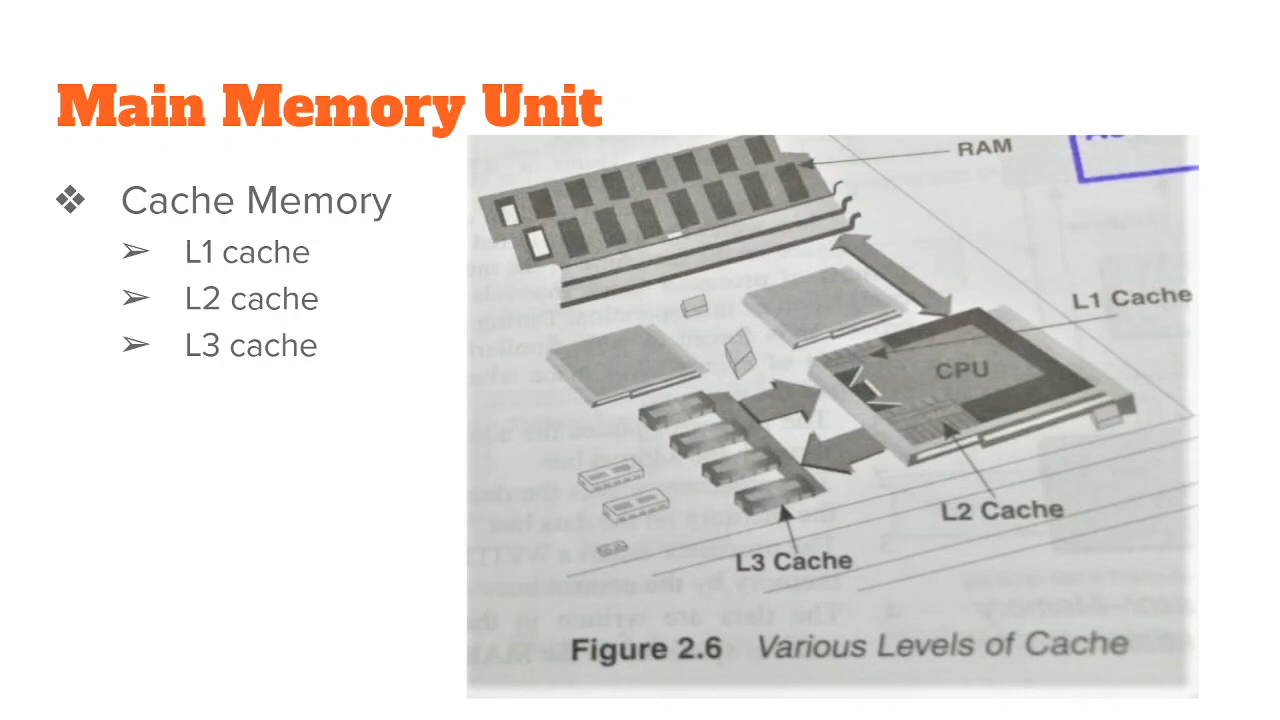 Main Memory Unit
Cache Memory
L1 cache
L2 cache
L3 cache
RAM
L1 Cache
CPU
L2 Cache
L3 Cache
Figure 2.6 Various Levels of Cache